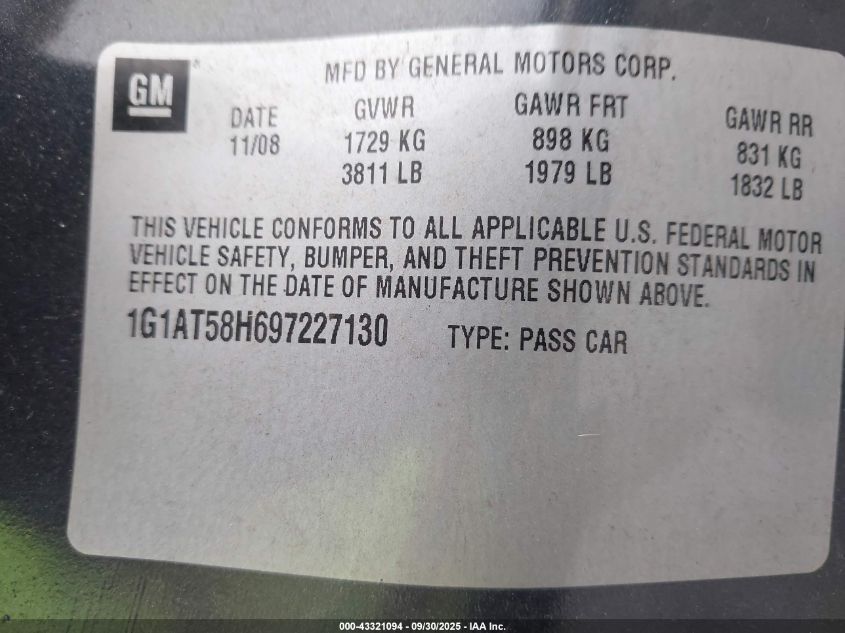 GM
MFD BY GENERAL MOTORS CORP.
DATE GVWR GAWR FRT GAWR RR
11/08 1729 KG 898 KG 831 KG
3811 LB 1979 LB 1832 LB
THIS VEHICLE CONFORMS TO ALL APPLICABLE U.S. FEDERAL MOTOR
VEHICLE SAFETY, BUMPER, AND THEFT PREVENTION STANDARDS IN
EFFECT ON THE DATE OF MANUFACTURE SHOWN ABOVE.
1G1AT58H697227130 TYPE: PASS CAR
000-43321094 - 09/30/2025 - IAA Inc.